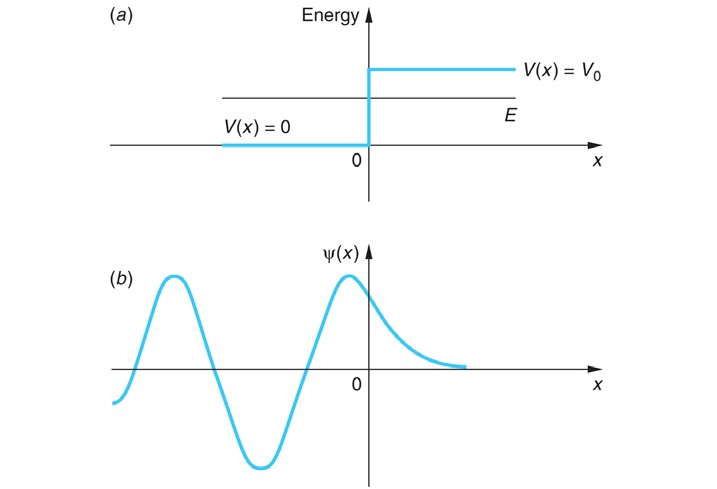 (a)
Energy
V(x) = V₀
E
V(x) = 0
0
x
ψ(x)
(b)
0
x